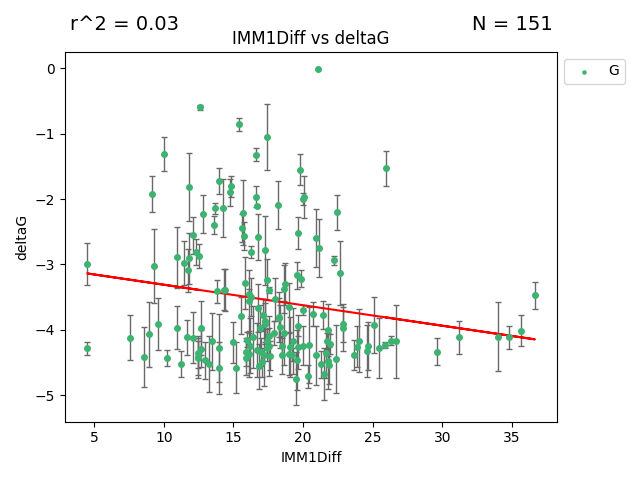 r^2 = 0.03
N = 151
IMM1Diff vs deltaG
G
0
−1
−2
−3
−4
−5
deltaG
5 10 15 20 25 30 35
IMM1Diff